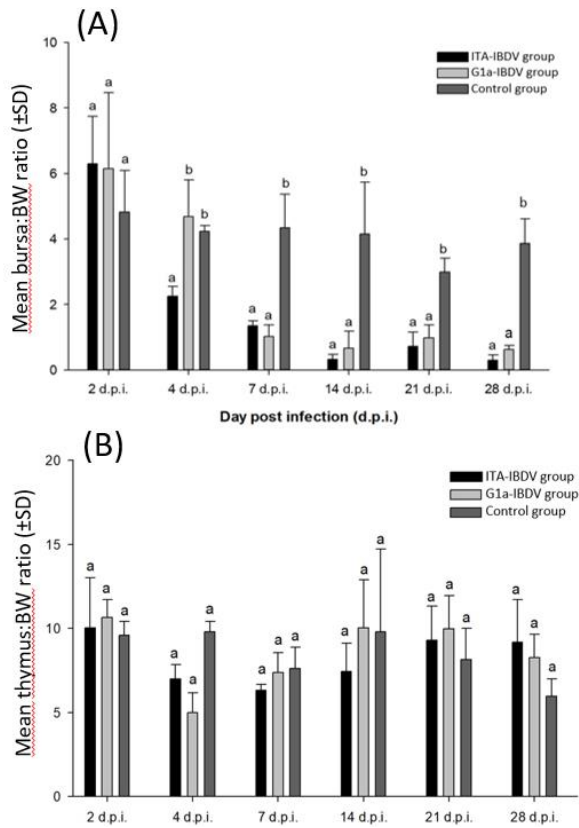 (A)
Mean bursa:BW ratio (±SD)
10
8
6
4
2
0
ITA-IBDV group
G1a-IBDV group
Control group
a a a
a b b
a a b
a a b
a a b
a a b
2 d.p.i. 4 d.p.i. 7 d.p.i. 14 d.p.i. 21 d.p.i. 28 d.p.i.
Day post infection (d.p.i.)
(B)
Mean thymus:BW ratio (±SD)
20
15
10
5
0
ITA-IBDV group
G1a-IBDV group
Control group
a a a
a a a
a a a
a a a
a a a
a a a
2 d.p.i. 4 d.p.i. 7 d.p.i. 14 d.p.i. 21 d.p.i. 28 d.p.i.